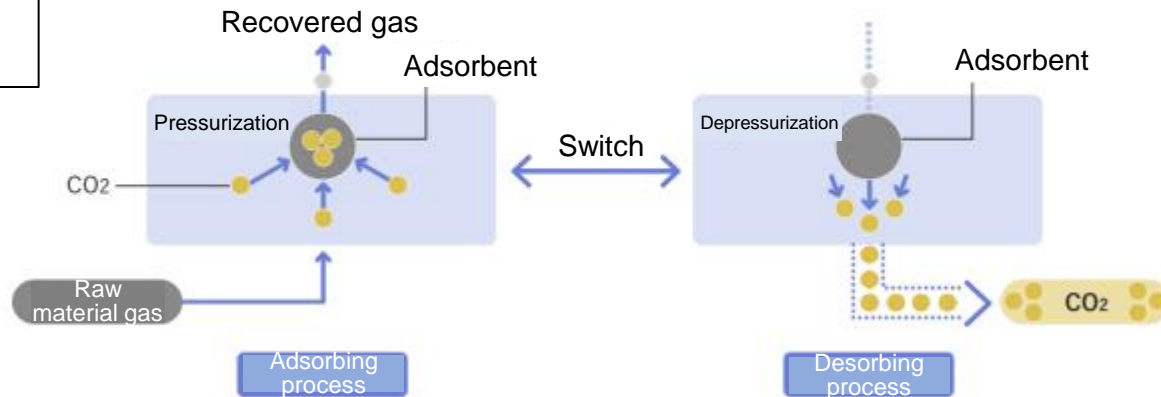 Recovered gas
Adsorbent
Pressurization
CO2
Raw
material gas
Adsorbing
process
Switch
Adsorbent
Depressurization
CO2
Desorbing
process